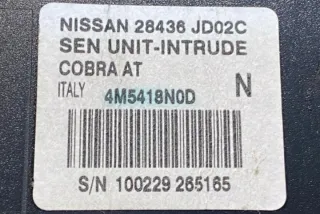 NISSAN 28436 JD02C
SEN UNIT-INTRUDE
COBRA AT
N
ITALY 4M5418N0D
S/N 100229 265165